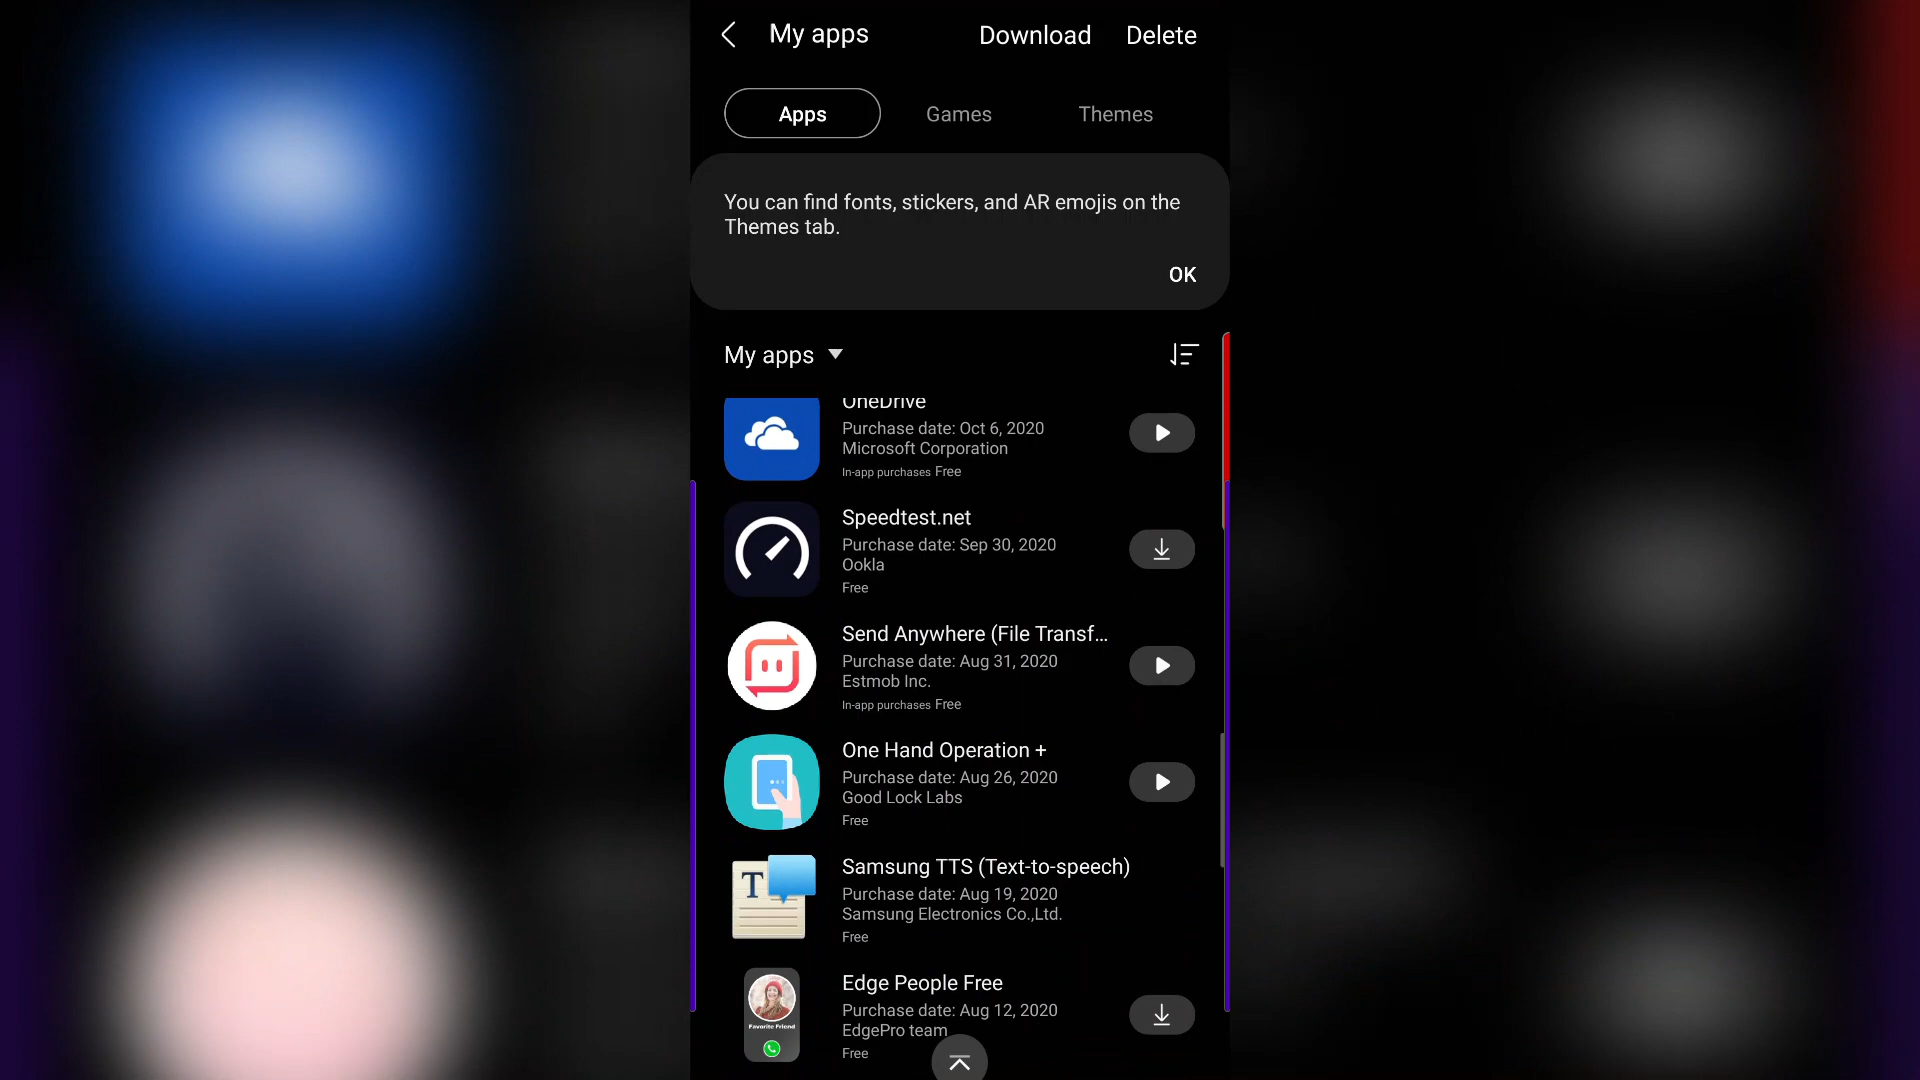 My apps
Download
Delete
Apps
Games
Themes
You can find fonts, stickers, and AR emojis on the
Themes tab.
OK
My apps
OneDrive
Purchase date: Oct 6, 2020
Microsoft Corporation
In-app purchases Free
Speedtest.net
Purchase date: Sep 30, 2020
Ookla
Free
Send Anywhere (File Transf...
Purchase date: Aug 31, 2020
Estmob Inc.
In-app purchases Free
One Hand Operation +
Purchase date: Aug 26, 2020
Good Lock Labs
Free
T
Samsung TTS (Text-to-speech)
Purchase date: Aug 19, 2020
Samsung Electronics Co.,Ltd.
Free
Favorite Friend
Edge People Free
Purchase date: Aug 12, 2020
EdgePro team
Free